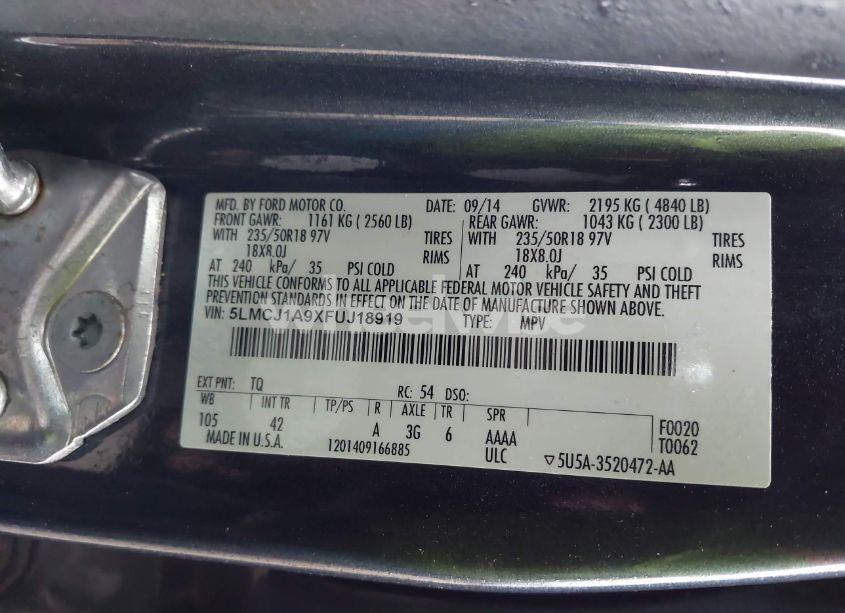 MFD. BY FORD MOTOR CO. DATE: 09/14 GVWR: 2195 KG ( 4840 LB)
FRONT GAWR: 1161 KG ( 2560 LB) REAR GAWR: 1043 KG ( 2300 LB)
WITH 235/50R18 97V TIRES WITH 235/50R18 97V TIRES
18X8.0J RIMS 18X8.0J RIMS
AT 240 kPa/ 35 PSI COLD AT 240 kPa/ 35 PSI COLD
THIS VEHICLE CONFORMS TO ALL APPLICABLE FEDERAL MOTOR VEHICLE SAFETY AND THEFT
PREVENTION STANDARDS IN EFFECT ON THE DATE OF MANUFACTURE SHOWN ABOVE.
VIN: 5LMCJ1A9XFUJ18919 TYPE: MPV
EXT PNT: TQ RC: 54 DSO:
WB INT TR TP/PS R AXLE TR SPR
105 42 A 3G 6 AAAA F0020
ULC T0062
MADE IN U.S.A. 1201409166885 ▽5U5A-3520472-AA